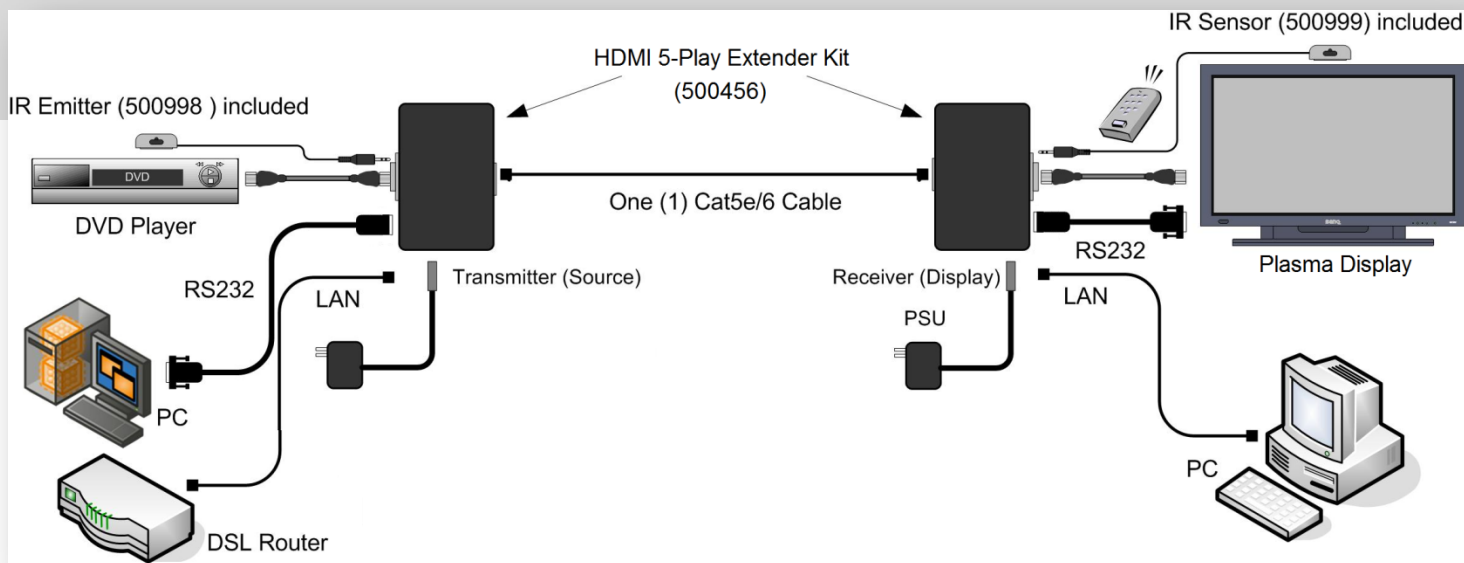 IR Sensor (500999) included
HDMI 5-Play Extender Kit
(500456)
IR Emitter (500998 ) included
DVD
DVD Player
One (1) Cat5e/6 Cable
RS232
Plasma Display
RS232
LAN
Transmitter (Source)
Receiver (Display)
LAN
PSU
PC
PC
DSL Router
BenQ